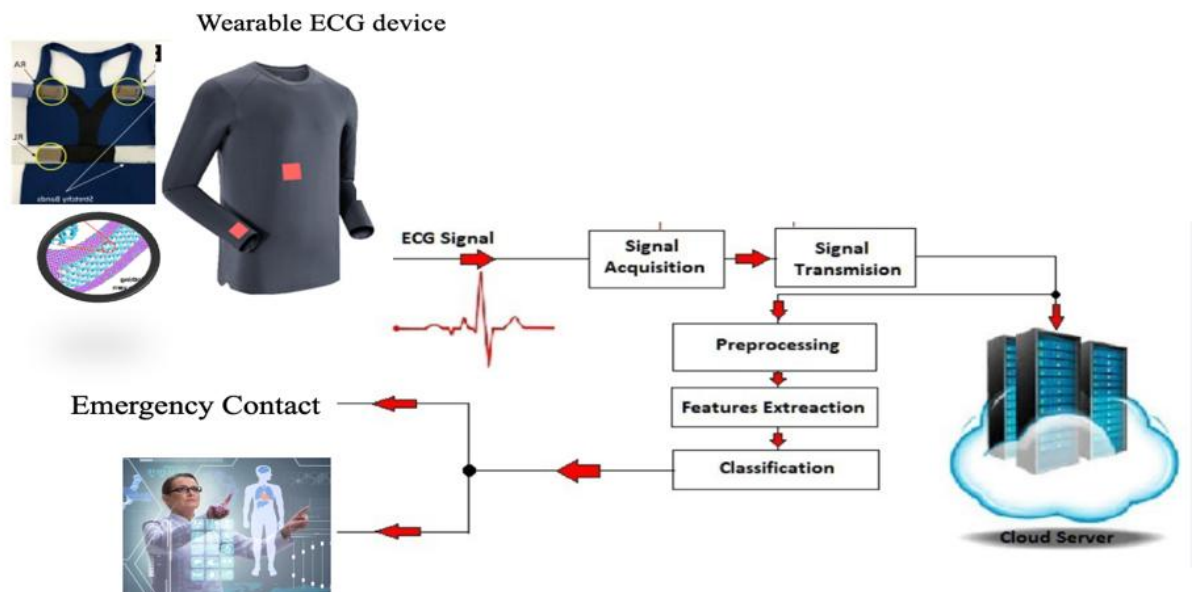 Wearable ECG device
RA
RL
Stretchy Bands
ECG Signal
Signal
Acquisition
Signal
Transmision
Preprocessing
Features Extreaction
Classification
Emergency Contact
Cloud Server